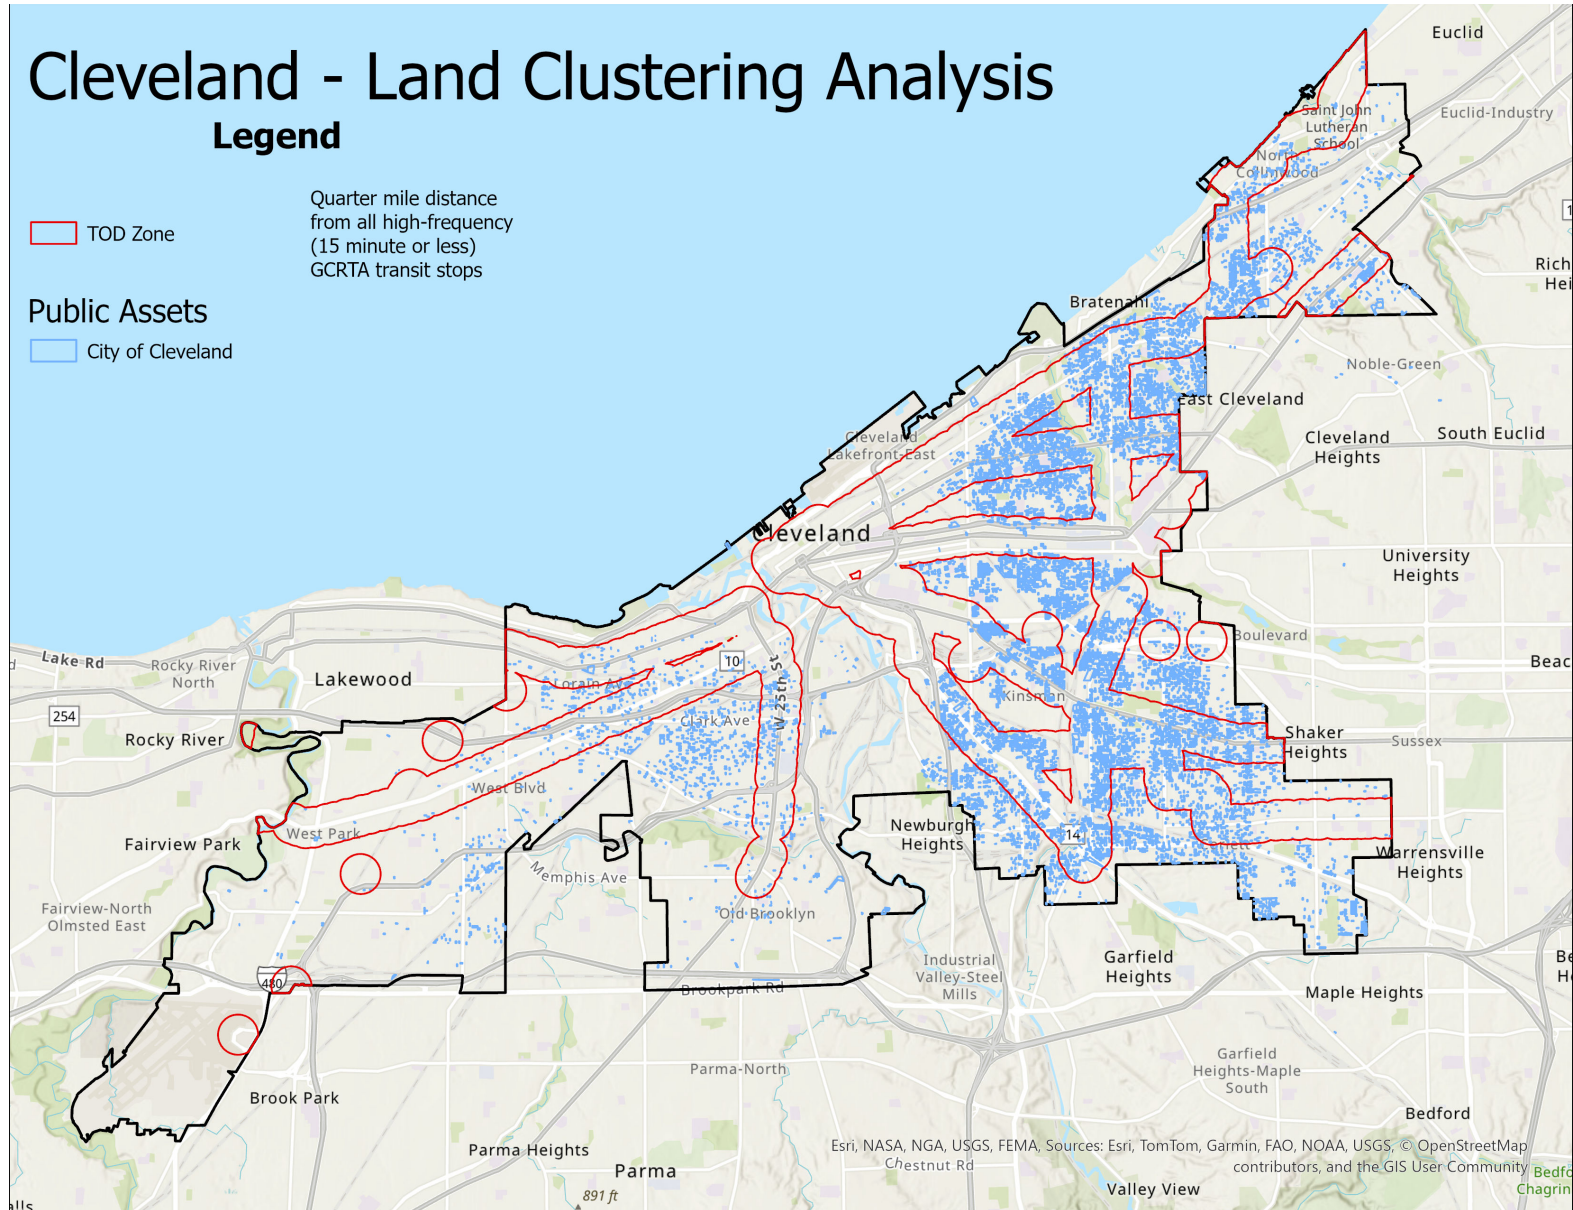 Cleveland - Land Clustering Analysis
Legend
TOD Zone
Quarter mile distance
from all high-frequency
(15 minute or less)
GCRTA transit stops
Public Assets
City of Cleveland
Euclid
Euclid-Industry
Saint John
Lutheran
School
North
Collinwood
Bratenahl
Noble-Green
East Cleveland
Cleveland
Heights
South Euclid
Cleveland
Lakefront-East
Cleveland
University
Heights
Boulevard
Lake Rd
Rocky River
North
Lakewood
10
Lorain Av
Clark Ave
W 25th St
Kinsman
254
Rocky River
Shaker
Heights
Sussex
West Blvd
West Park
Fairview Park
Newburgh
Heights
14
Warrensville
Heights
Memphis Ave
Old Brooklyn
Fairview-North
Olmsted East
480
Brookpark Rd
Industrial
Valley-Steel
Mills
Garfield
Heights
Maple Heights
Parma-North
Garfield
Heights-Maple
South
Brook Park
Bedford
Parma Heights
Parma
Chestnut Rd
891 ft
Valley View
Esri, NASA, NGA, USGS, FEMA, Sources: Esri, TomTom, Garmin, FAO, NOAA, USGS, © OpenStreetMap
contributors, and the GIS User Community